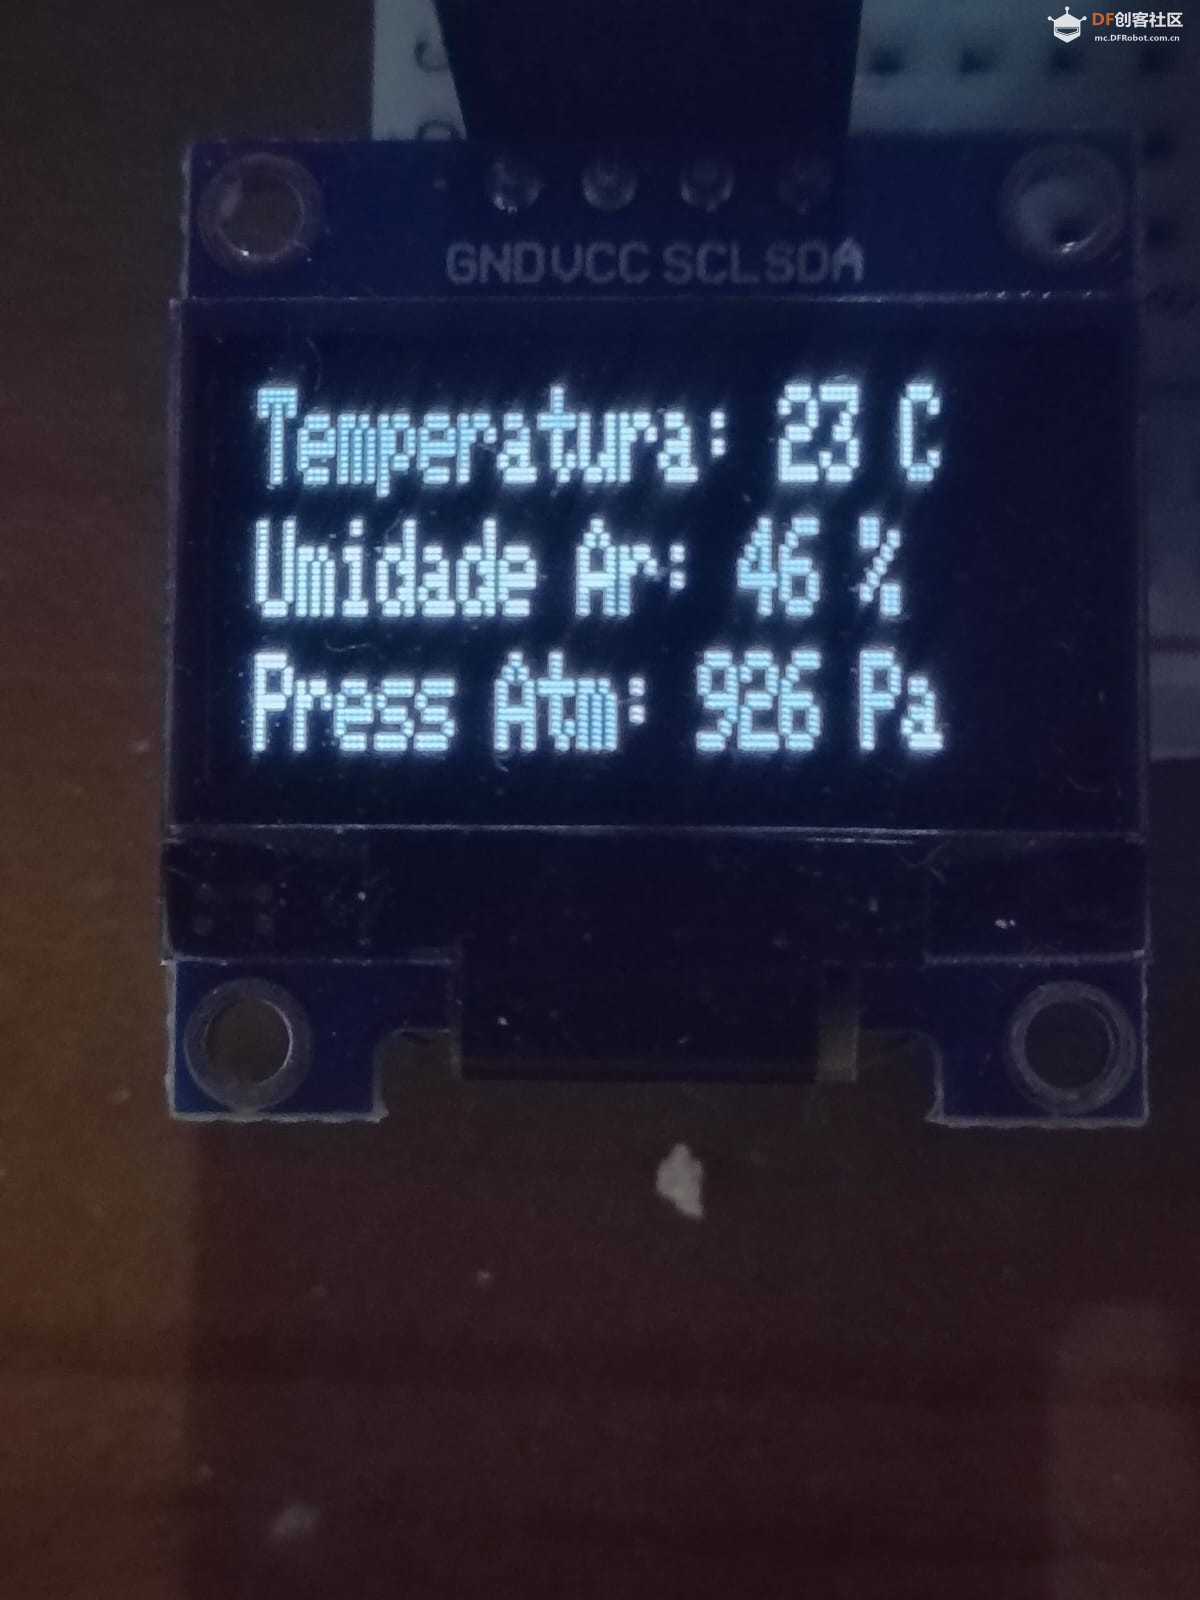 DF创客社区
mc.DFRobot.com.cn
GND VCC SCL SDA
Temperatura: 23 C
Umidade Ar: 46 %
Press Atm: 926 Pa